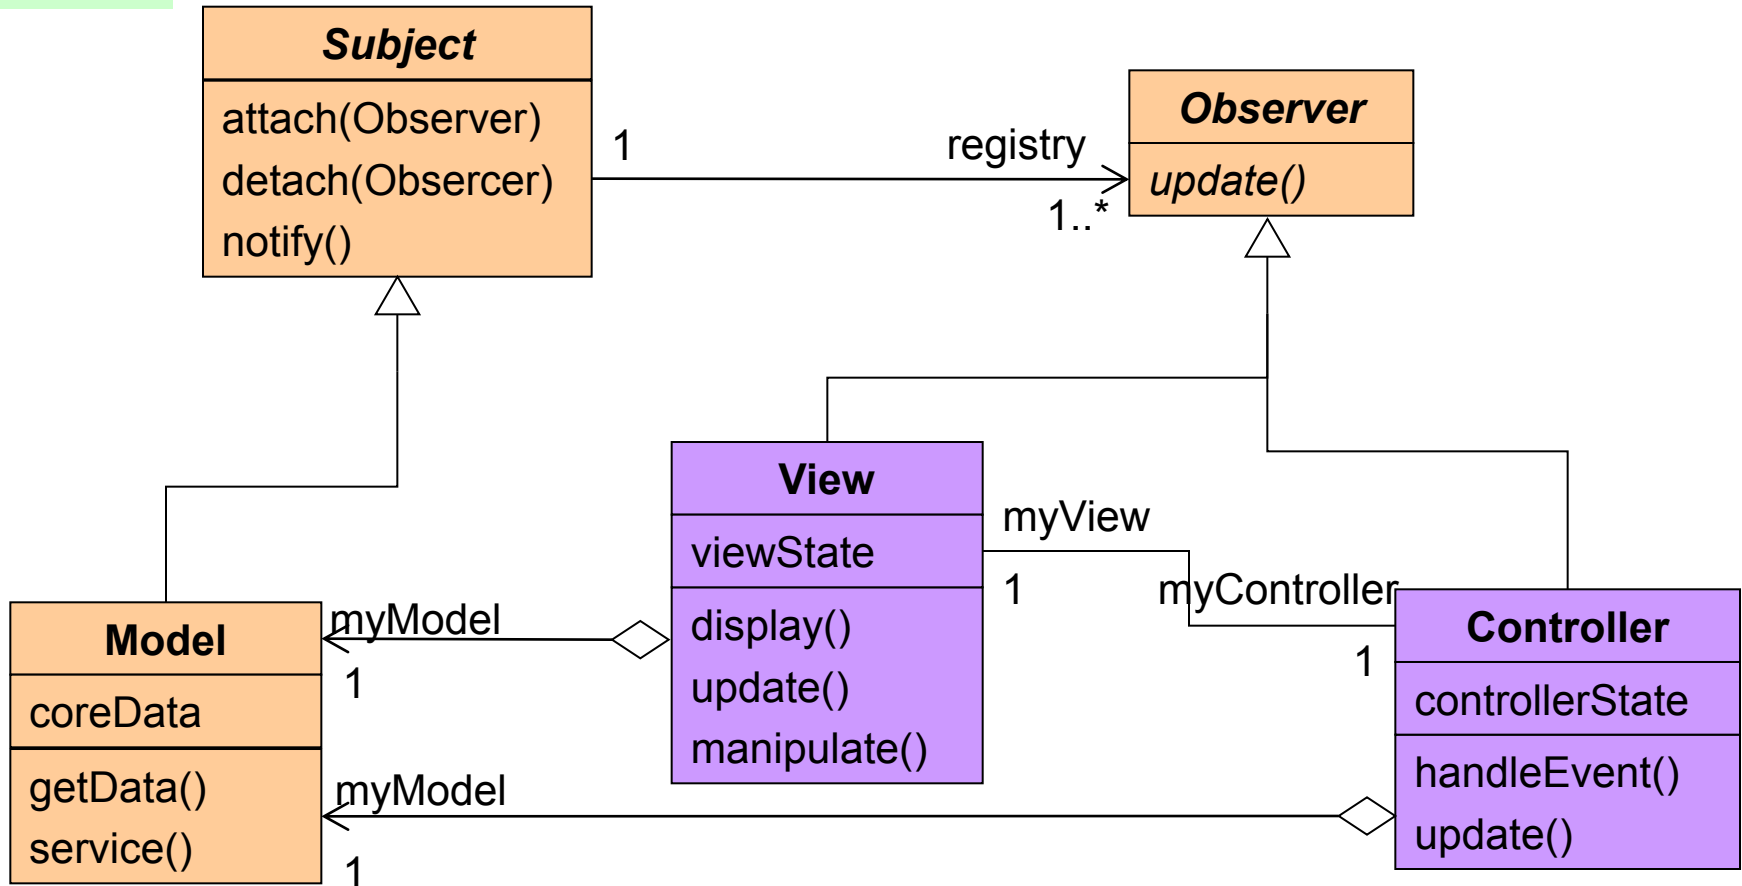 Subject
attach(Observer)
detach(Obsercer)
notify()
1
registry
1..*
Observer
update()
View
viewState
display()
update()
manipulate()
myView
1
myController
1
Controller
controllerState
handleEvent()
update()
Model
coreData
getData()
service()
myModel
1
myModel
1